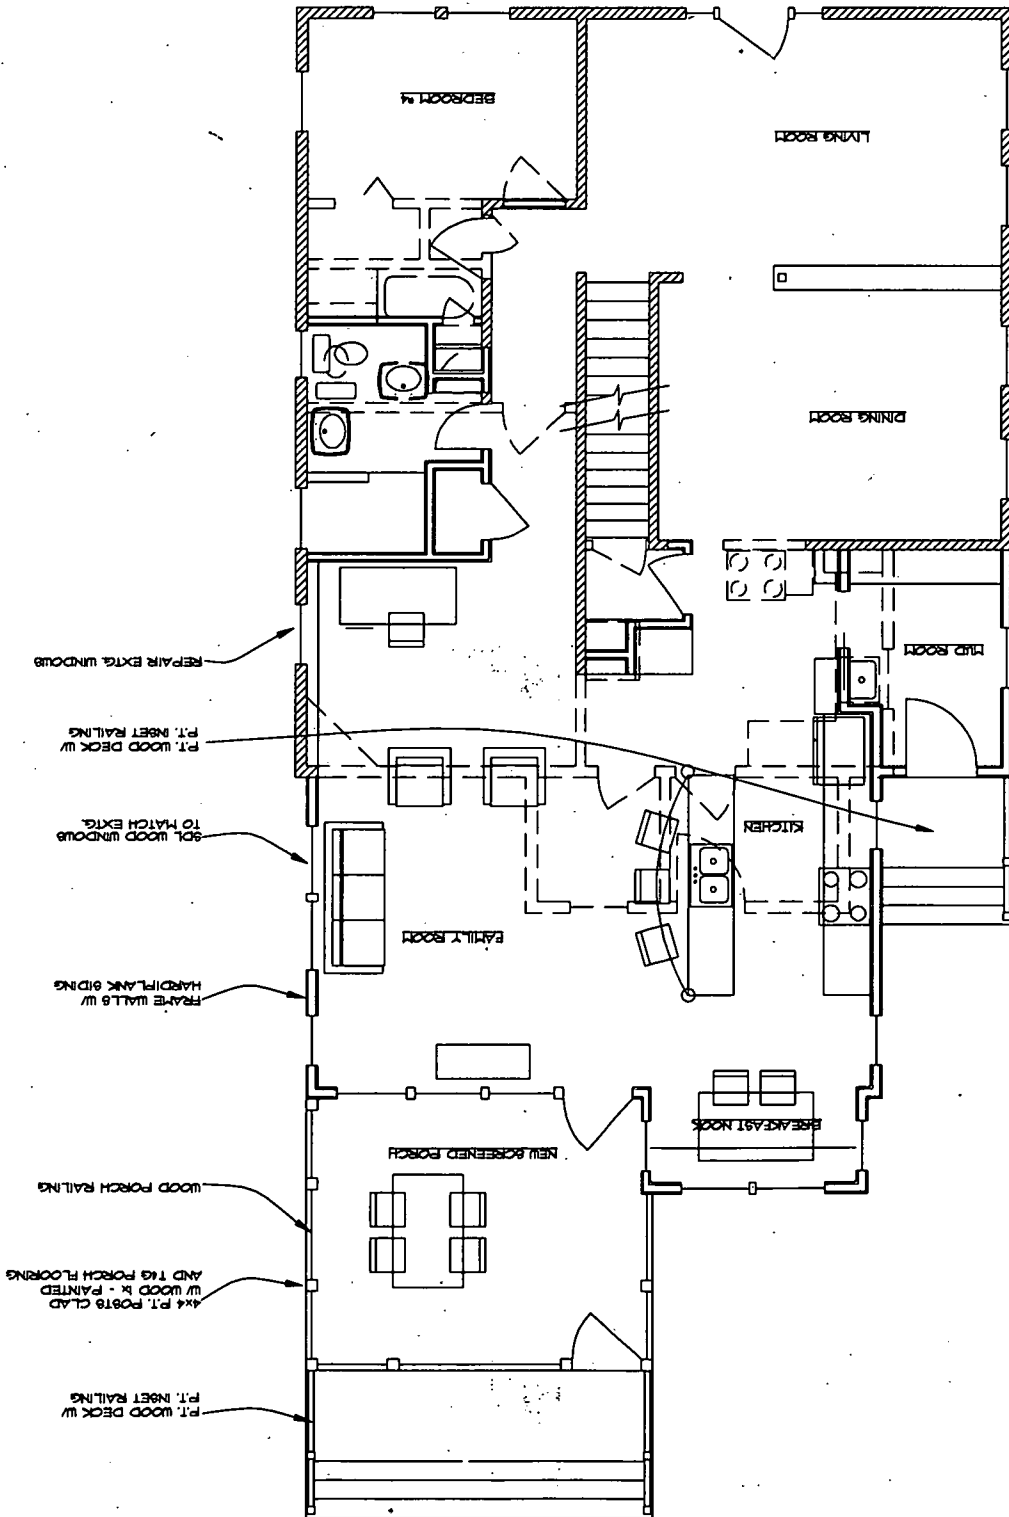 P.T. WOOD DECK W/
P.T. INSET RAILING
4x4 P.T. POSTS CLAD
W/ WOOD 1x - PAINTED
AND T&G PORCH FLOORING
WOOD PORCH RAILING
NEW SCREENED PORCH
BREAKFAST NOOK
FRAME WALLS W/
HARDIPLANK SIDING
FAMILY ROOM
KITCHEN
SDL WOOD WINDOWS
TO MATCH EXTG.
P.T. WOOD DECK W/
P.T. INSET RAILING
REPAIR EXTG. WINDOWS
MUD ROOM
DINING ROOM
LIVING ROOM
BEDROOM #4